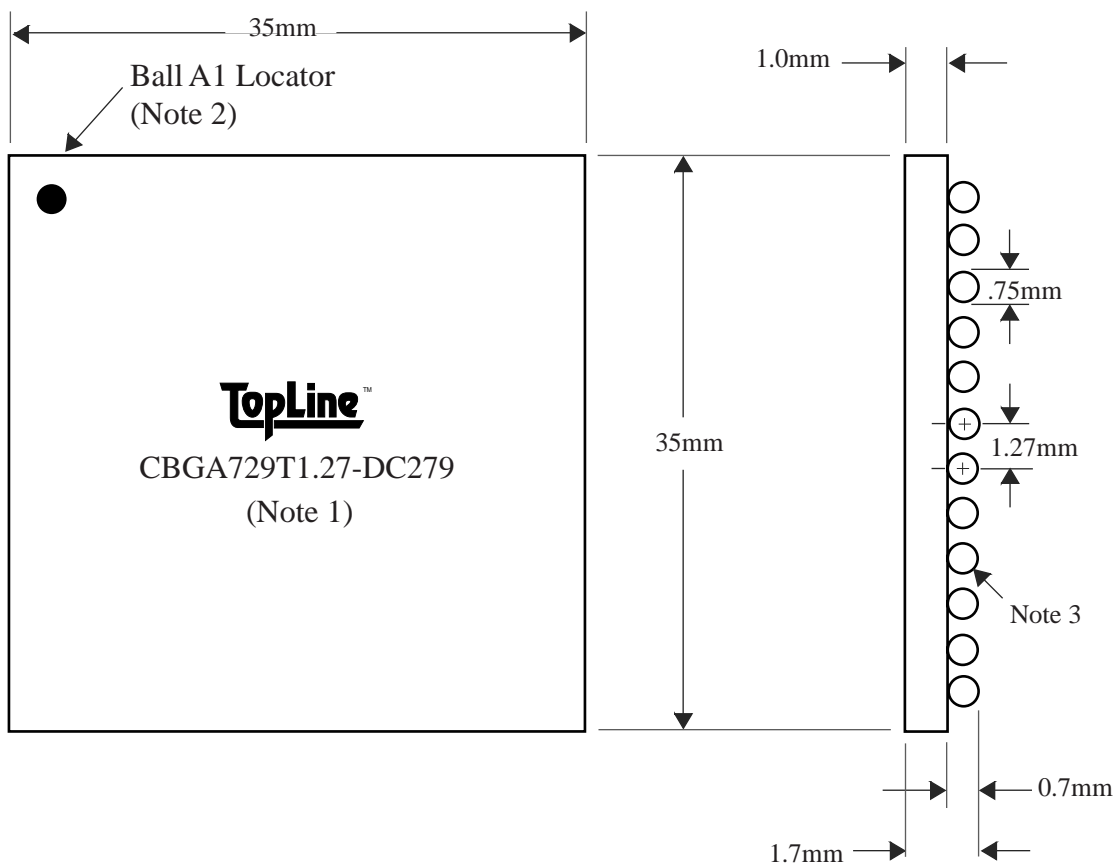 35mm
1.0mm
Ball A1 Locator
(Note 2)
.75mm
TopLine™
35mm
1.27mm
CBGA729T1.27-DC279
(Note 1)
Note 3
0.7mm
1.7mm